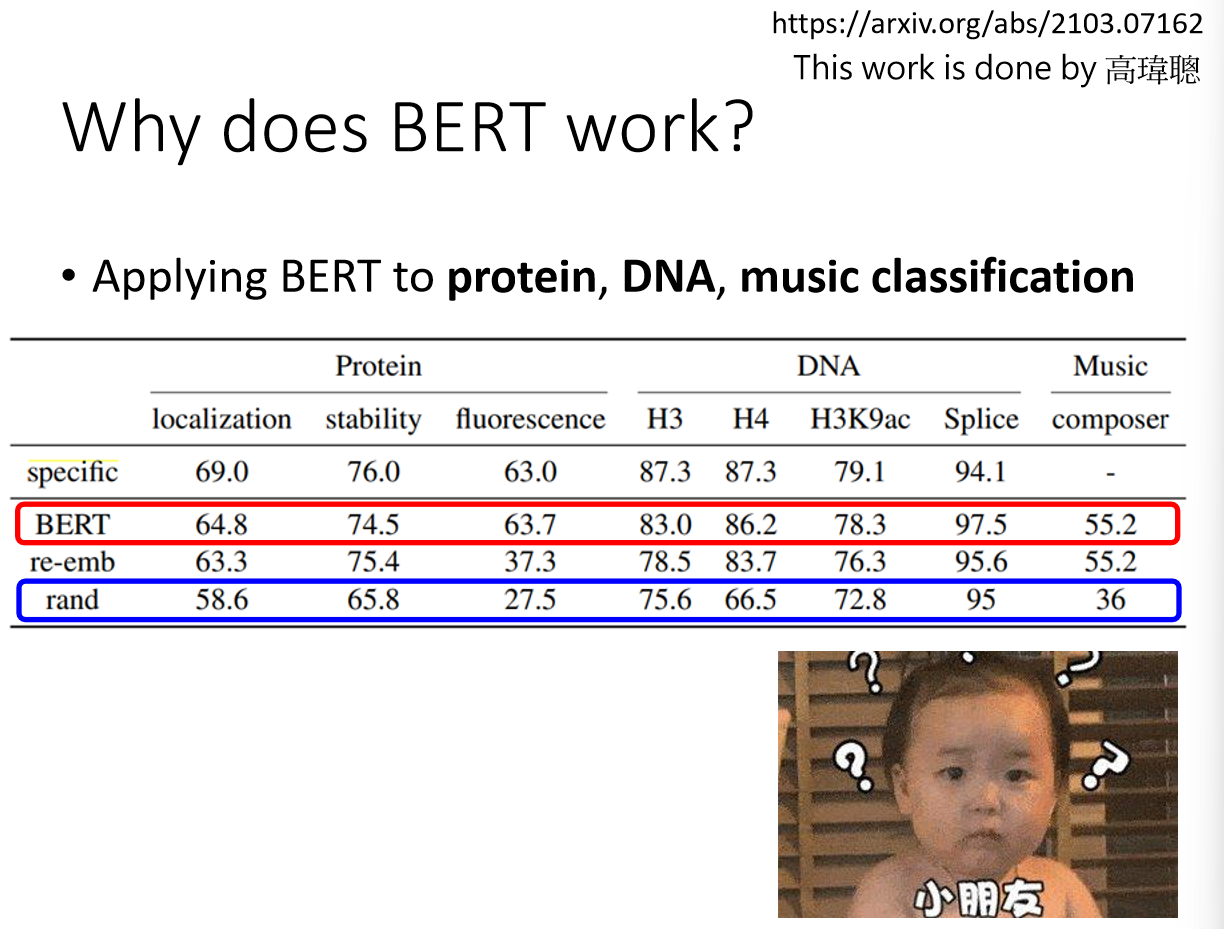 https://arxiv.org/abs/2103.07162
This work is done by 高瑋聰
Why does BERT work?
• Applying BERT to protein, DNA, music classification
Protein DNA Music
localization stability fluorescence H3 H4 H3K9ac Splice composer
specific 69.0 76.0 63.0 87.3 87.3 79.1 94.1 -
BERT 64.8 74.5 63.7 83.0 86.2 78.3 97.5 55.2
re-emb 63.3 75.4 37.3 78.5 83.7 76.3 95.6 55.2
rand 58.6 65.8 27.5 75.6 66.5 72.8 95 36
? ?
? ?
小朋友